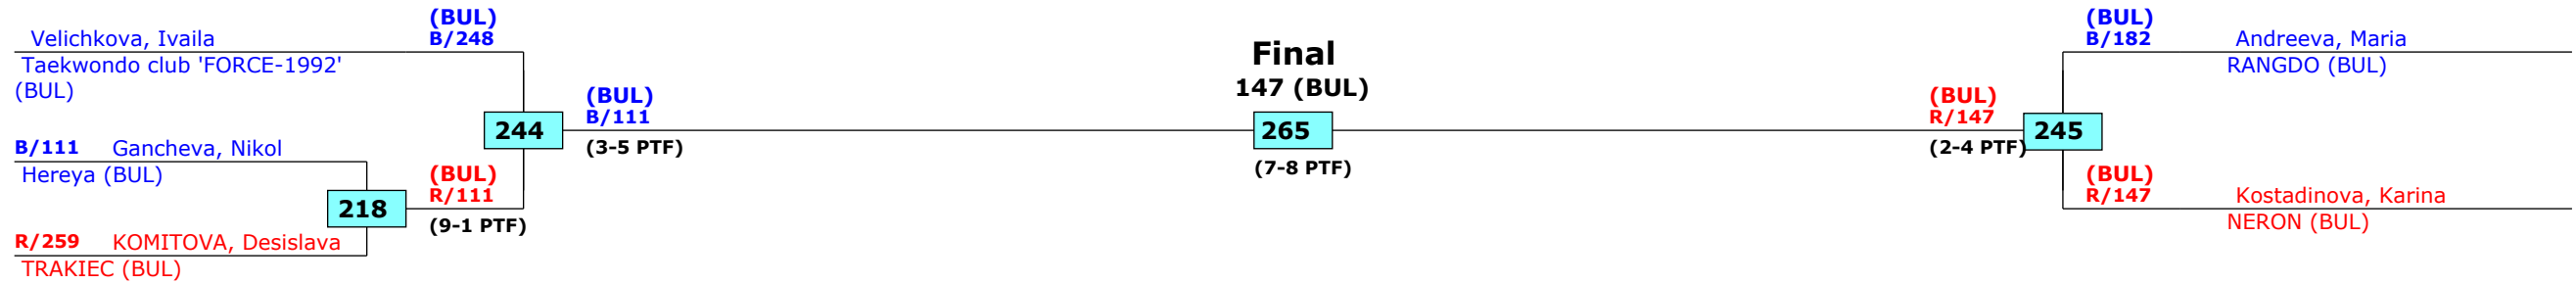 (BUL)
B/248
Velichkova, Ivaila
Taekwondo club 'FORCE-1992'
(BUL)
B/111 Gancheva, Nikol
Hereya (BUL)
R/259 KOMITOVA, Desislava
TRAKIEC (BUL)
218
(BUL)
R/111
(9-1 PTF)
244
(BUL)
B/111
(3-5 PTF)
Final
147 (BUL)
265
(7-8 PTF)
(BUL)
R/147
(2-4 PTF)
245
(BUL)
B/182 Andreeva, Maria
RANGDO (BUL)
(BUL)
R/147 Kostadinova, Karina
NERON (BUL)